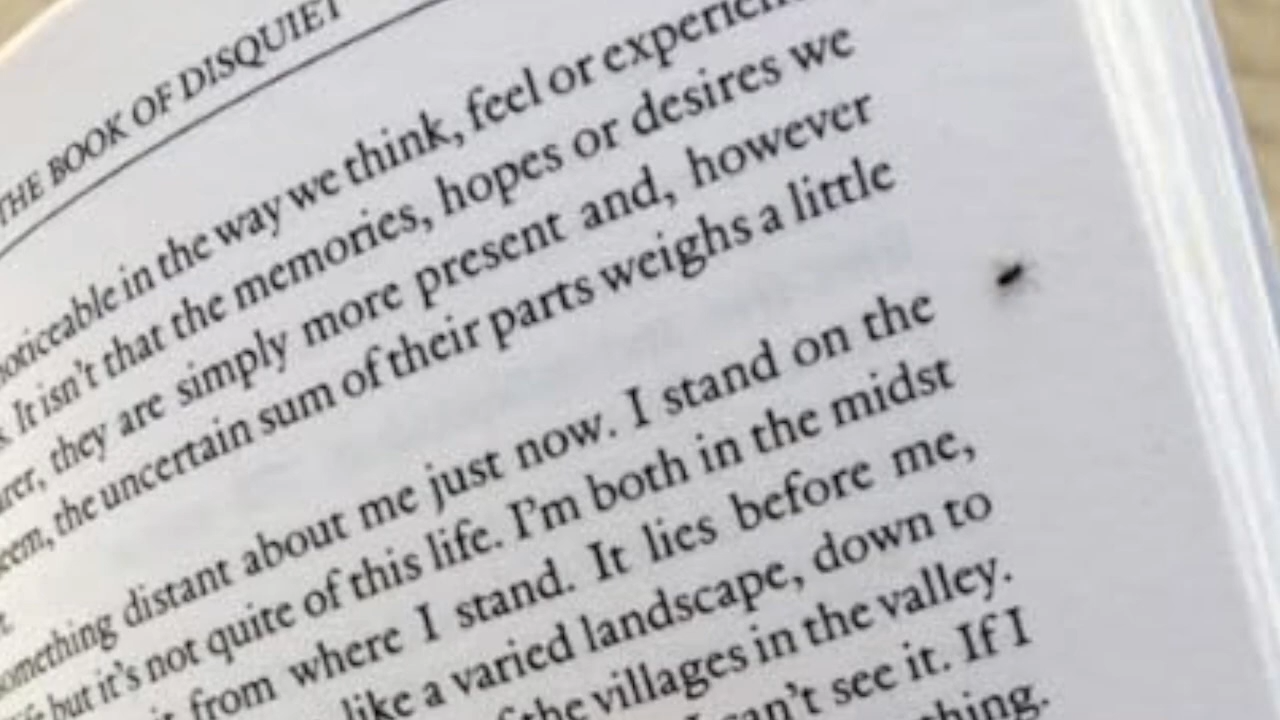 THE BOOK OF DISQUIET
noticeable in the way we think, feel or
It isn't that the memories, hopes or desires we
they are simply more present and, however
the uncertain sum of their parts weighs a little
something distant about me just now. I stand on the
but it's not quite of this life. I'm both in the midst
from where I stand. It lies before me,
like a varied landscape, down to
the villages in the valley.
can't see it. If I